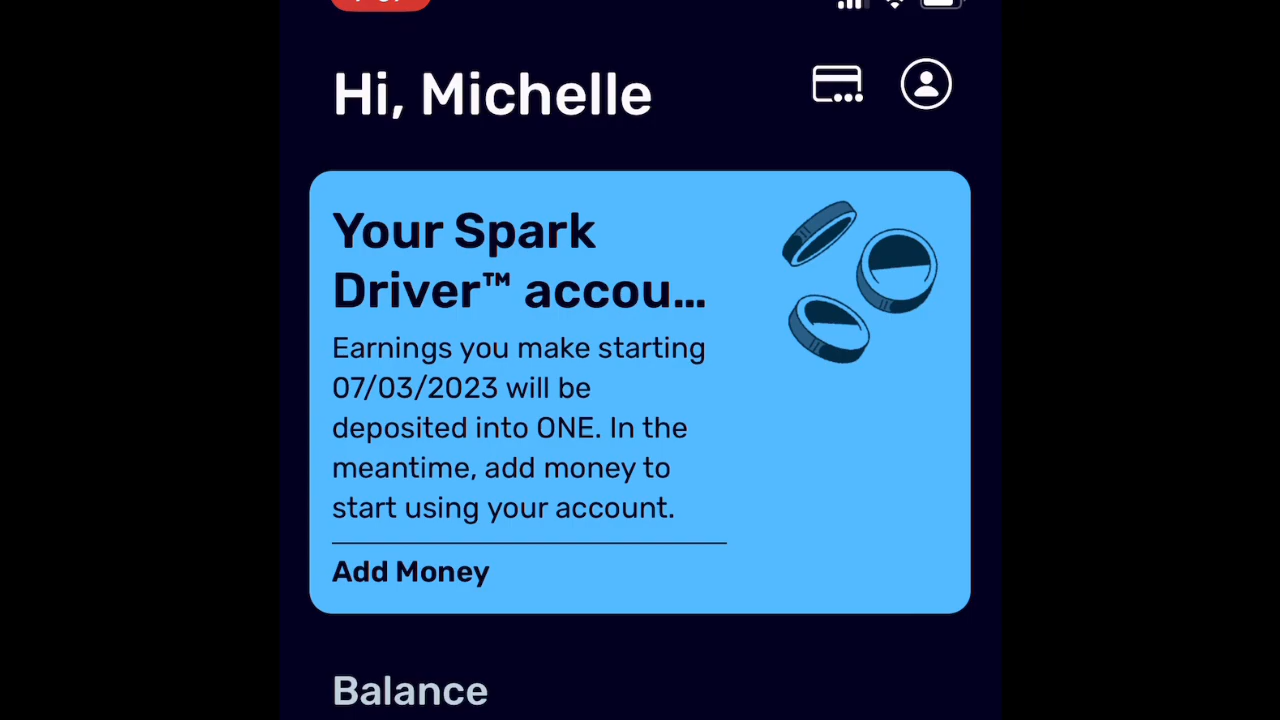 Hi, Michelle
Your Spark
Driver™ accou...
Earnings you make starting
07/03/2023 will be
deposited into ONE. In the
meantime, add money to
start using your account.
Add Money
Balance